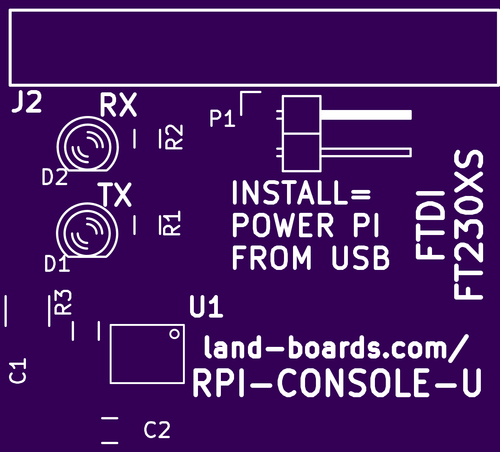 J2
RX
R2
D2
P1
TX
R1
D1
INSTALL=
POWER PI
FROM USB
FTDI
FT230XS
R3
C1
U1
land-boards.com/
RPI-CONSOLE-U
C2